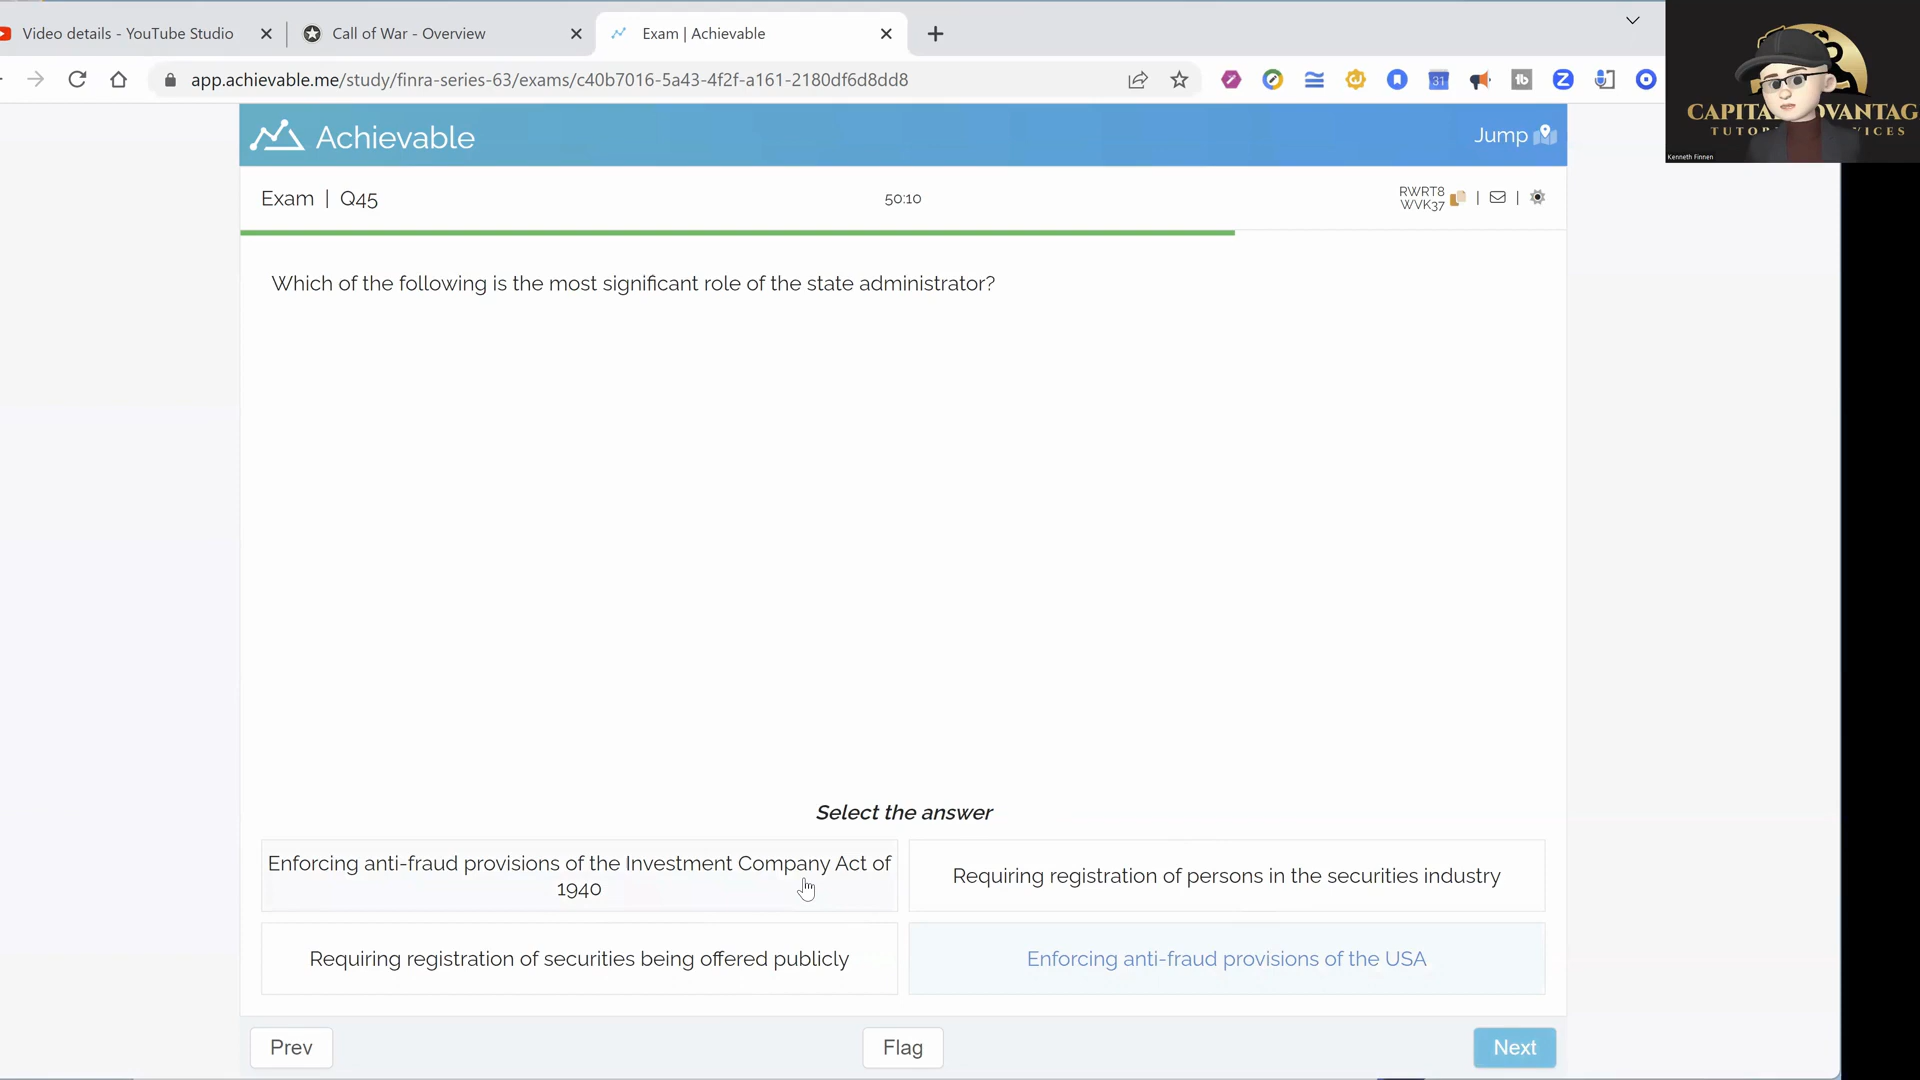 Video details - YouTube Studio
Call of War - Overview
Exam | Achievable
app.achievable.me/study/finra-series-63/exams/c40b7016-5a43-4f2f-a161-2180df6d8dd8
31
tb
Z
Kenneth Finnen
Achievable
Jump
Exam | Q45
50:10
RWRT8
WVK37
Which of the following is the most significant role of the state administrator?
Select the answer
Enforcing anti-fraud provisions of the Investment Company Act of
1940
Requiring registration of persons in the securities industry
Requiring registration of securities being offered publicly
Enforcing anti-fraud provisions of the USA
Prev
Flag
Next